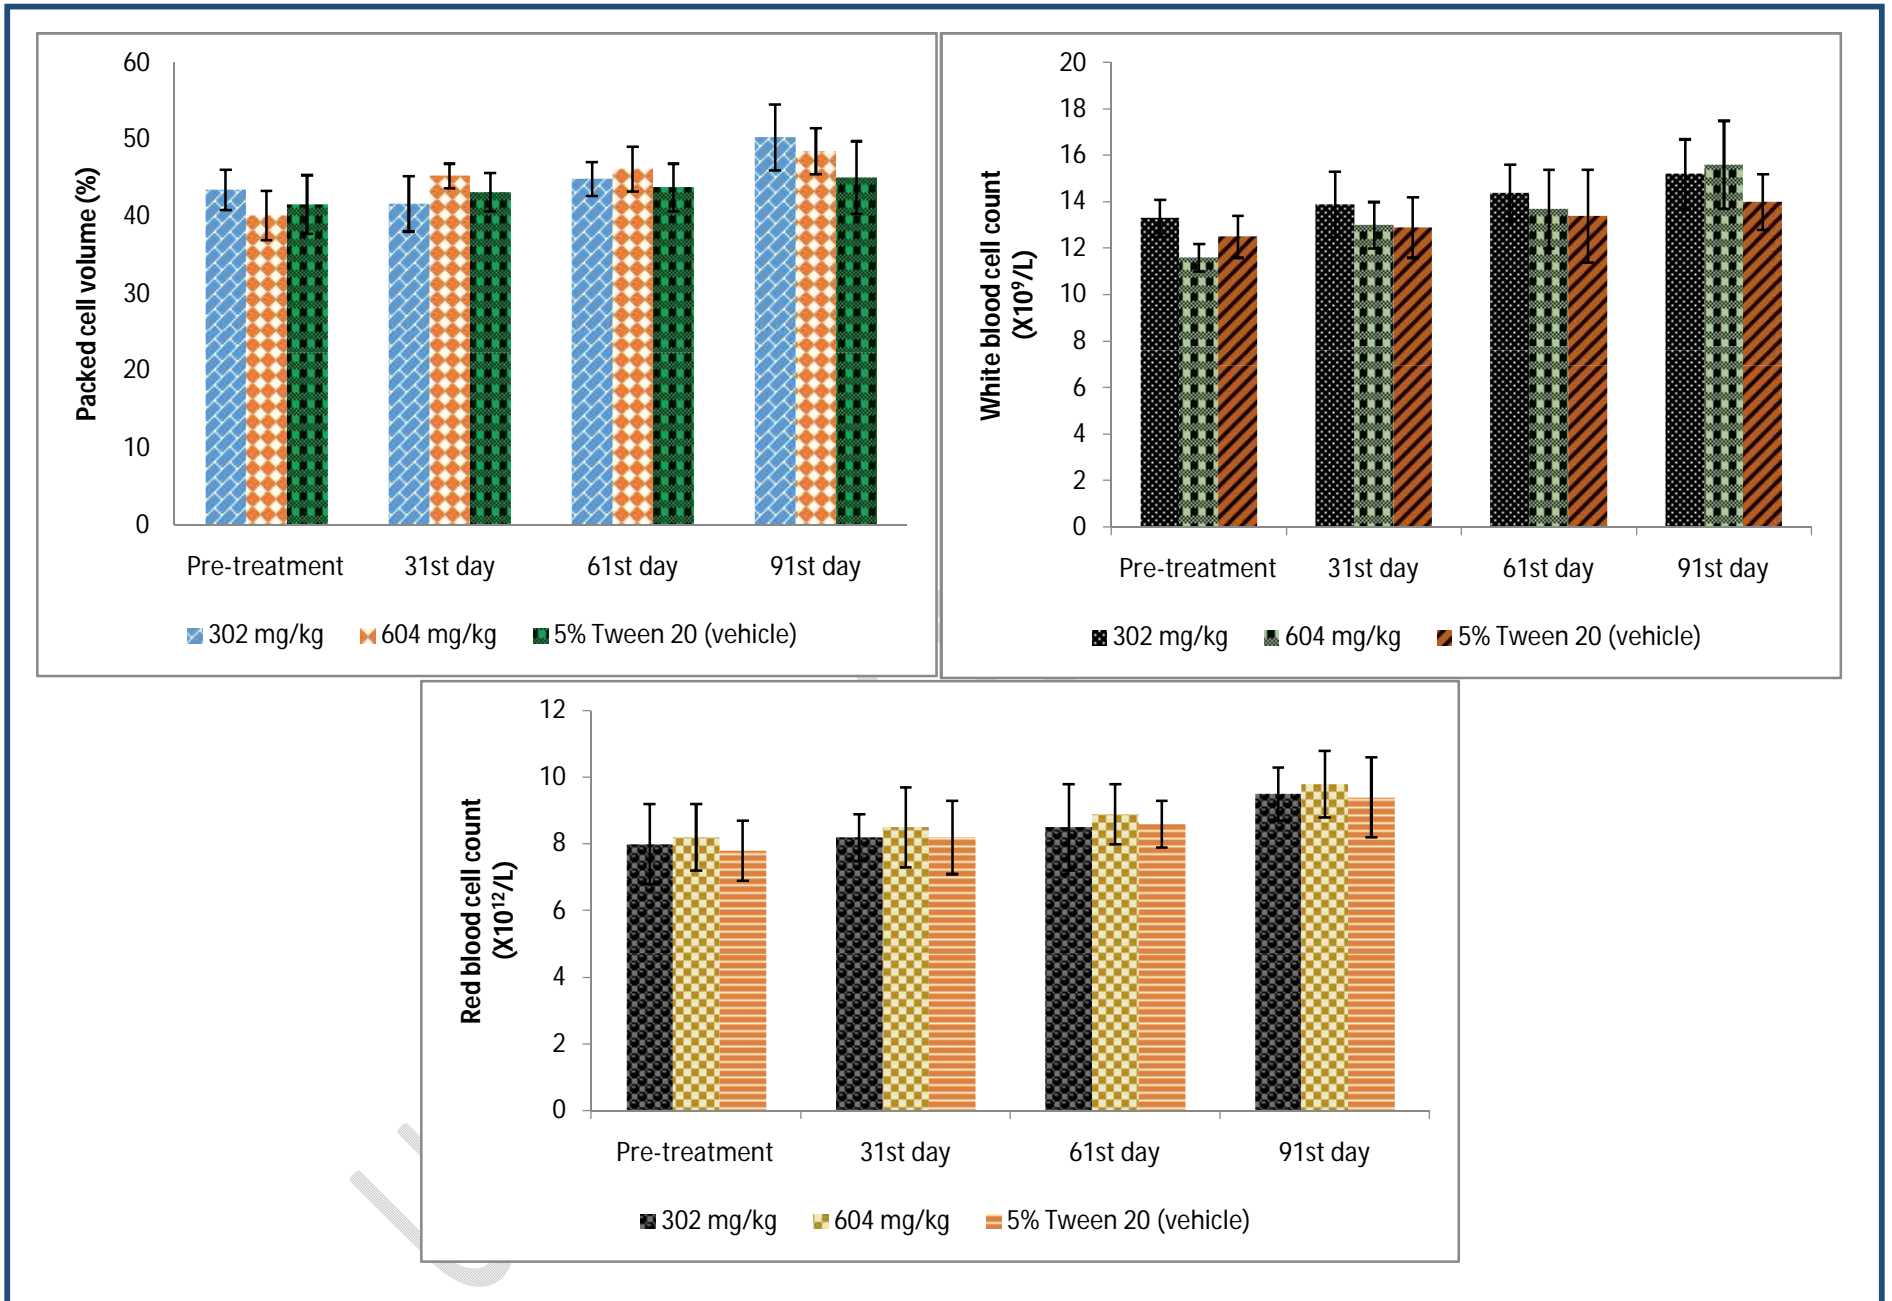 60
50
40
30
20
10
0
Packed cell volume (%)
Pre-treatment 31st day 61st day 91st day
302 mg/kg 604 mg/kg 5% Tween 20 (vehicle)
20
18
16
14
12
10
8
6
4
2
0
White blood cell count
(X10⁹/L)
Pre-treatment 31st day 61st day 91st day
302 mg/kg 604 mg/kg 5% Tween 20 (vehicle)
12
10
8
6
4
2
0
Red blood cell count
(X10¹²/L)
Pre-treatment 31st day 61st day 91st day
302 mg/kg 604 mg/kg 5% Tween 20 (vehicle)